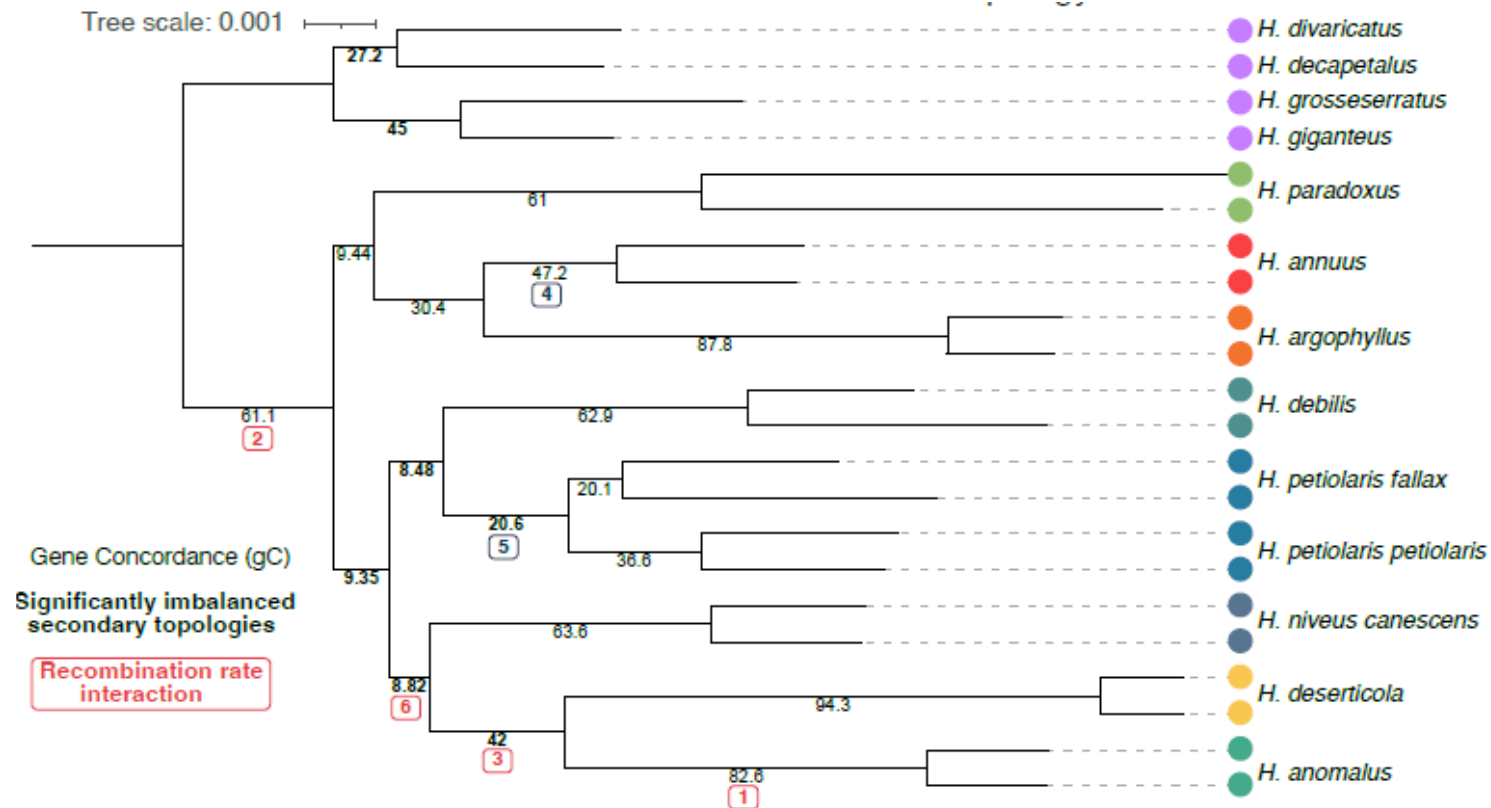 Tree scale: 0.001
H. divaricatus
27.2
H. decapetalus
H. grosseserratus
45
H. giganteus
61
H. paradoxus
9.44
H. annuus
47.2
4
30.4
H. argophyllus
87.8
H. debilis
61.1
2
62.9
8.48
H. petiolaris fallax
20.1
20.6
5
H. petiolaris petiolaris
36.6
Gene Concordance (gC)
9.35
Significantly imbalanced
secondary topologies
H. niveus canescens
63.6
Recombination rate
interaction
8.82
6
H. deserticola
94.3
42
3
H. anomalus
82.6
1